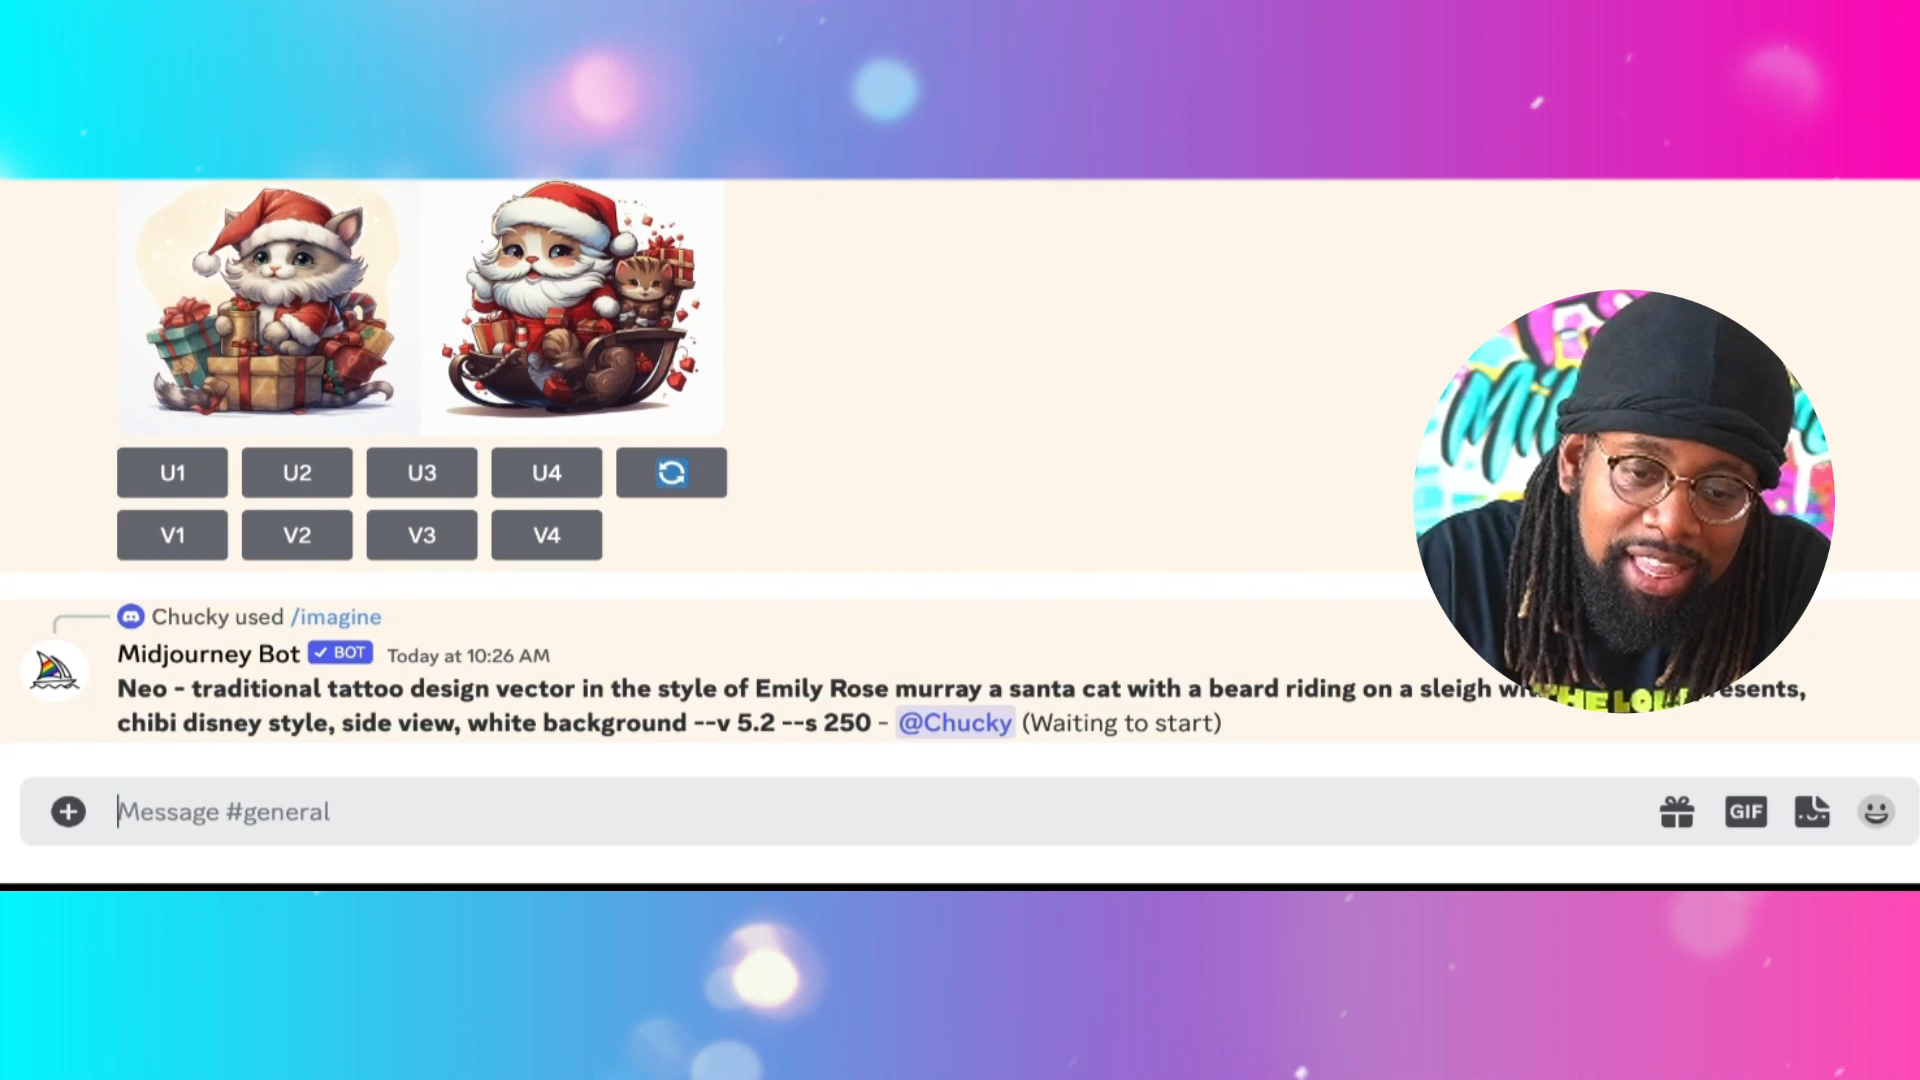 Mi
U1 U2 U3 U4
V1 V2 V3 V4
Chucky used /imagine
Midjourney Bot BOT Today at 10:26 AM
Neo - traditional tattoo design vector in the style of Emily Rose murray a santa cat with a beard riding on a sleigh esents,
chibi disney style, side view, white background --v 5.2 --s 250 - @Chucky (Waiting to start)
Message #general
GIF